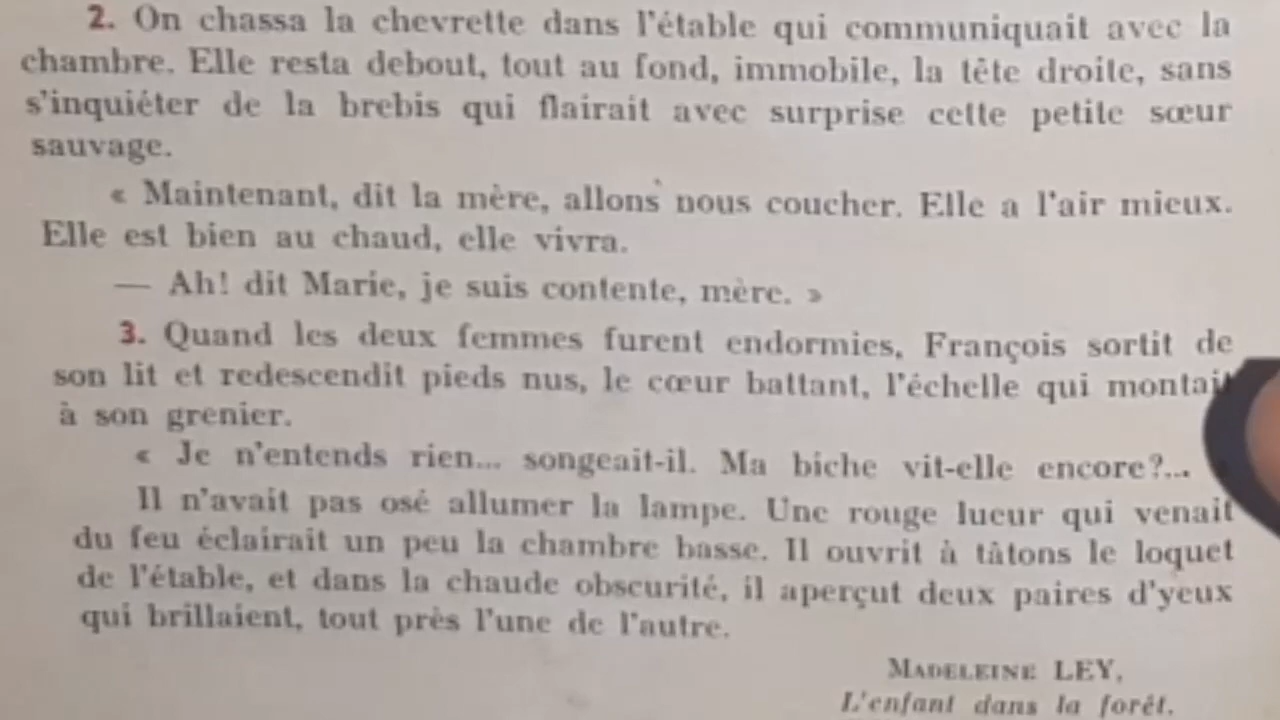 2. On chassa la chevrette dans l'étable qui communiquait avec la
chambre. Elle resta debout, tout au fond, immobile, la tête droite, sans
s'inquiéter de la brebis qui flairait avec surprise cette petite sœur
sauvage.
« Maintenant, dit la mère, allons nous coucher. Elle a l'air mieux.
Elle est bien au chaud, elle vivra.
— Ah! dit Marie, je suis contente, mère. »
3. Quand les deux femmes furent endormies, François sortit de
son lit et redescendit pieds nus, le cœur battant, l'échelle qui montait
à son grenier.
« Je n'entends rien... songeait-il. Ma biche vit-elle encore?...
Il n'avait pas osé allumer la lampe. Une rouge lueur qui venait
du feu éclairait un peu la chambre basse. Il ouvrit à tâtons le loquet
de l'étable, et dans la chaude obscurité, il aperçut deux paires d'yeux
qui brillaient, tout près l'une de l'autre.
MADELEINE LEY,
L'enfant dans la forêt.